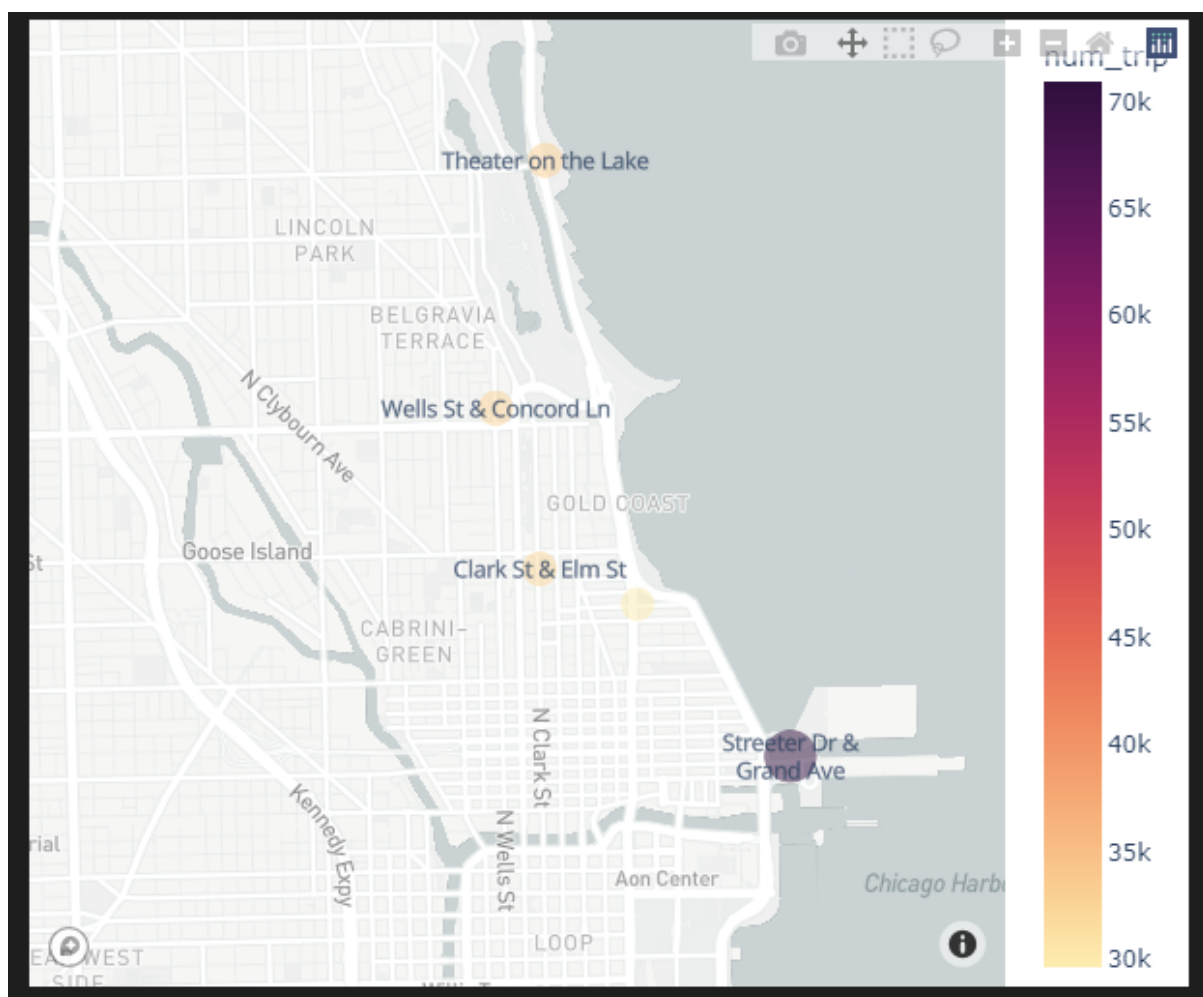 num_trip
70k
Theater on the Lake
65k
LINCOLN
PARK
BELGRAVIA
TERRACE
60k
N Clybourn Ave
Wells St & Concord Ln
55k
GOLD COAST
50k
Goose Island
St
Clark St & Elm St
CABRINI-
GREEN
45k
N Clark St
Streeter Dr &
Grand Ave
40k
Kennedy Expy
N Wells St
rial
35k
Aon Center
Chicago Harb
LOOP
WEST
SIDE
30k